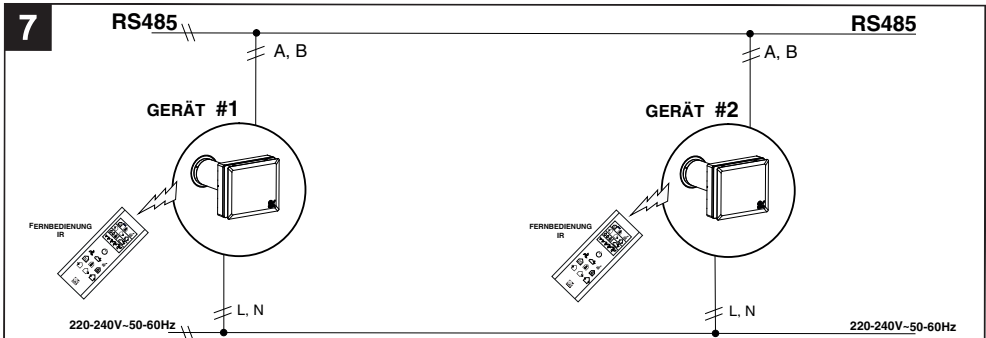 7
RS485 RS485
A, B A, B
GERÄT #1 GERÄT #2
FERNBEDIENUNG
IR
FERNBEDIENUNG
IR
L, N L, N
220-240V~50-60Hz 220-240V~50-60Hz